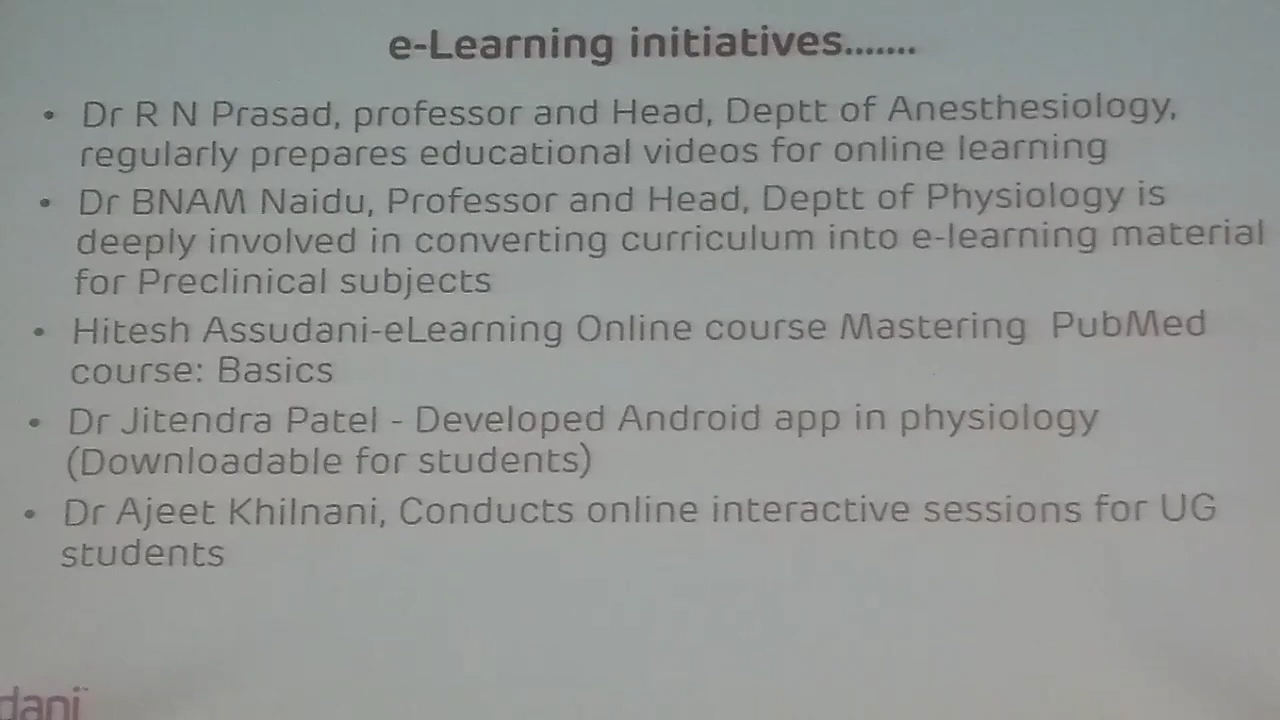 e-Learning initiatives.......
• Dr R N Prasad, professor and Head, Deptt of Anesthesiology,
regularly prepares educational videos for online learning
• Dr BNAM Naidu, Professor and Head, Deptt of Physiology is
deeply involved in converting curriculum into e-learning material
for Preclinical subjects
• Hitesh Assudani-eLearning Online course Mastering PubMed
course: Basics
• Dr Jitendra Patel - Developed Android app in physiology
(Downloadable for students)
• Dr Ajeet Khilnani, Conducts online interactive sessions for UG
students
dani